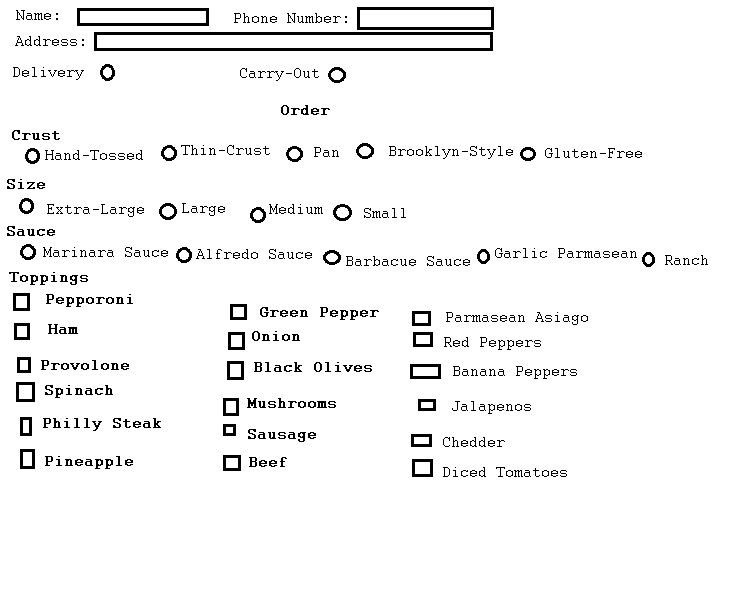 Name: Phone Number:
Address:
Delivery Carry-Out
Order
Crust
Hand-Tossed Thin-Crust Pan Brooklyn-Style Gluten-Free
Size
Extra-Large Large Medium Small
Sauce
Marinara Sauce Alfredo Sauce Barbacue Sauce Garlic Parmasean Ranch
Toppings
Pepporoni Green Pepper Parmasean Asiago
Ham Onion Red Peppers
Provolone Black Olives Banana Peppers
Spinach Mushrooms Jalapenos
Philly Steak Sausage Chedder
Pineapple Beef Diced Tomatoes